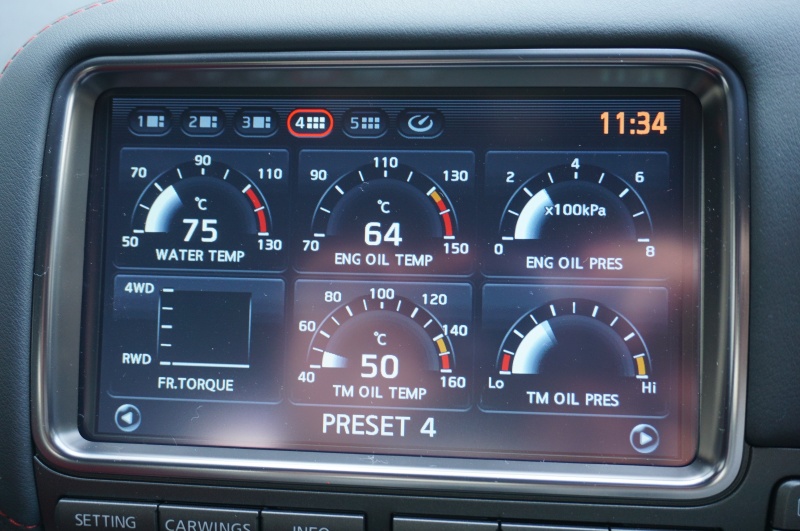 1 2 3 4 5 11:34
70 90 110
°C
75
50 130
WATER TEMP
90 110 130
°C
64
70 150
ENG OIL TEMP
2 4 6
x100kPa
0 8
ENG OIL PRES
4WD
RWD
FR.TORQUE
60 80 100 120 140
°C
50
40 160
TM OIL TEMP
Lo Hi
TM OIL PRES
PRESET 4
SETTING CARWINGS INFO